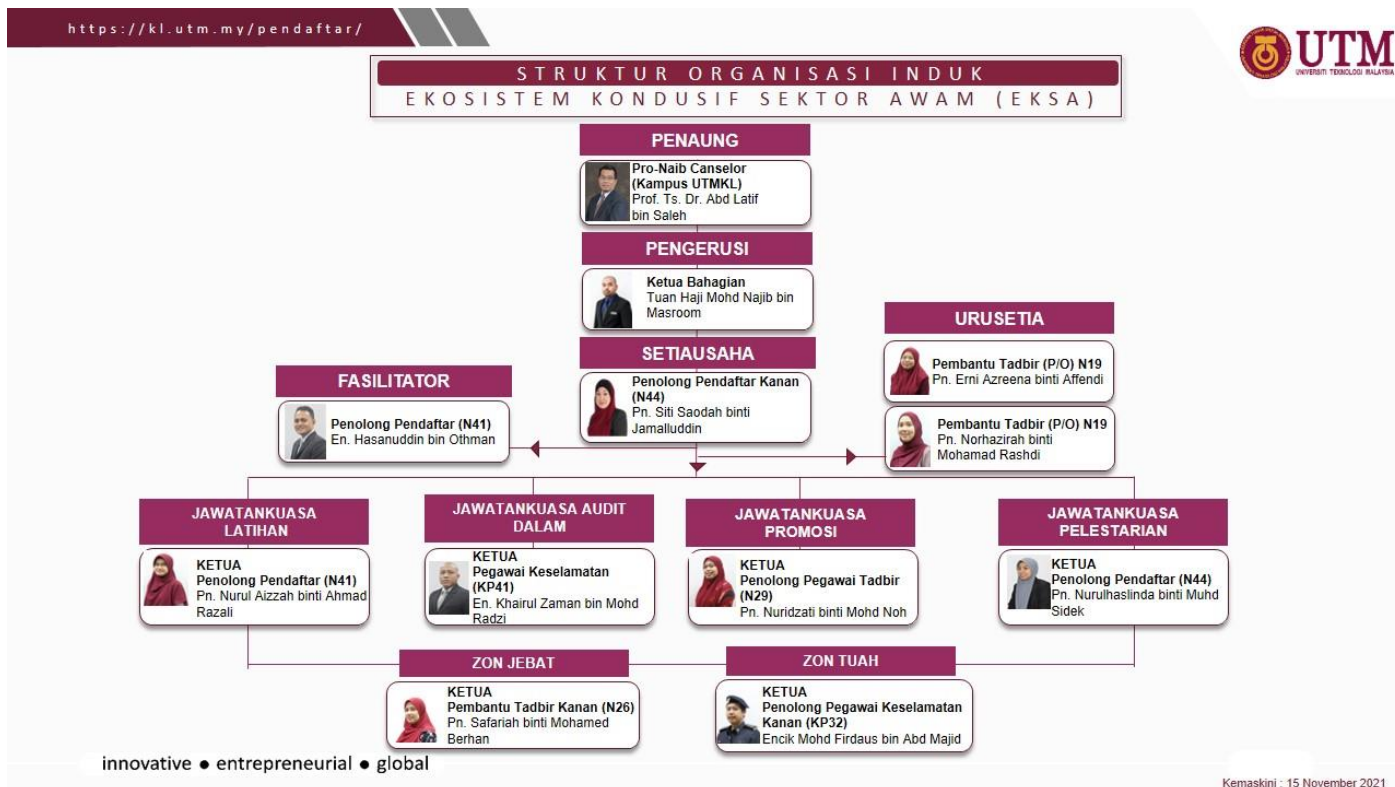 https://kl.utm.my/pendaftar/
UTM
UNIVERSITI TEKNOLOGI MALAYSIA
STRUKTUR ORGANISASI INDUK
EKOSISTEM KONDUSIF SEKTOR AWAM (EKSA)
PENAUNG
Pro-Naib Canselor
(Kampus UTMKL)
Prof. Ts. Dr. Abd Latif
bin Saleh
PENGERUSI
Ketua Bahagian
Tuan Haji Mohd Najib bin
Masroom
SETIAUSAHA
Penolong Pendaftar Kanan
(N44)
Pn. Siti Saodah binti
Jamalluddin
URUSETIA
Pembantu Tadbir (P/O) N19
Pn. Erni Azreena binti Affendi
Pembantu Tadbir (P/O) N19
Pn. Norhazirah binti
Mohamad Rashdi
FASILITATOR
Penolong Pendaftar (N41)
En. Hasanuddin bin Othman
JAWATANKUASA
LATIHAN
KETUA
Penolong Pendaftar (N41)
Pn. Nurul Aizzah binti Ahmad
Razali
JAWATANKUASA AUDIT
DALAM
KETUA
Pegawai Keselamatan
(KP41)
En. Khairul Zaman bin Mohd
Radzi
JAWATANKUASA
PROMOSI
KETUA
Penolong Pegawai Tadbir
(N29)
Pn. Nuridzati binti Mohd Noh
JAWATANKUASA
PELESTARIAN
KETUA
Penolong Pendaftar (N44)
Pn. Nurulhaslinda binti Muhd
Sidek
ZON JEBAT
KETUA
Pembantu Tadbir Kanan (N26)
Pn. Safariah binti Mohamed
Berhan
ZON TUAH
KETUA
Penolong Pegawai Keselamatan
Kanan (KP32)
Encik Mohd Firdaus bin Abd Majid
innovative ● entrepreneurial ● global
Kemaskini : 15 November 2021